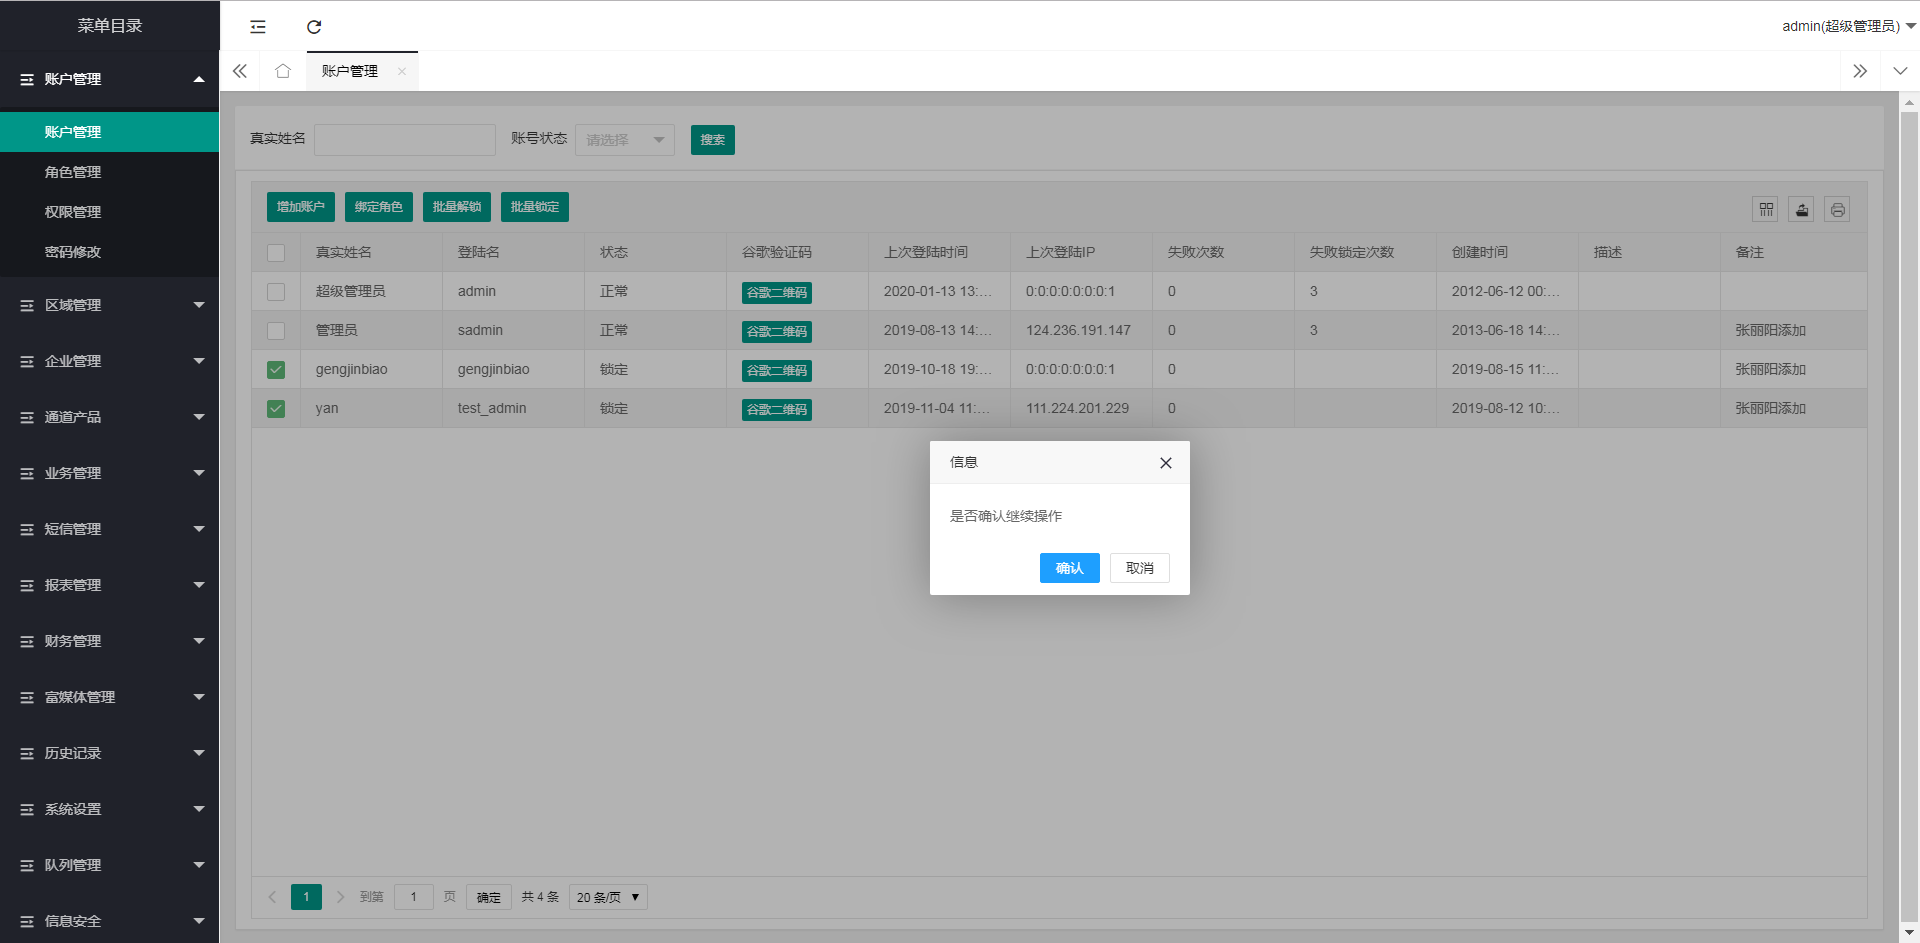 菜单目录
admin(超级管理员)
账户管理
账户管理
账户管理
角色管理
权限管理
密码修改
区域管理
企业管理
通道产品
业务管理
短信管理
报表管理
财务管理
富媒体管理
历史记录
系统设置
队列管理
信息安全
真实姓名 账号状态 请选择 搜索
增加账户 绑定角色 批量解锁 批量锁定
真实姓名 登陆名 状态 谷歌验证码 上次登陆时间 上次登陆IP 失败次数 失败锁定次数 创建时间 描述 备注
超级管理员 admin 正常 谷歌二维码 2020-01-13 13:... 0:0:0:0:0:0:0:1 0 3 2012-06-12 00:...
管理员 sadmin 正常 谷歌二维码 2019-08-13 14:... 124.236.191.147 0 3 2013-06-18 14:... 张丽阳添加
gengjinbiao gengjinbiao 锁定 谷歌二维码 2019-10-18 19:... 0:0:0:0:0:0:0:1 0 2019-08-15 11:... 张丽阳添加
yan test_admin 锁定 谷歌二维码 2019-11-04 11:... 111.224.201.229 0 2019-08-12 10:... 张丽阳添加
信息
是否确认继续操作
确认 取消
1 到第 1 页 确定 共 4 条 20 条/页